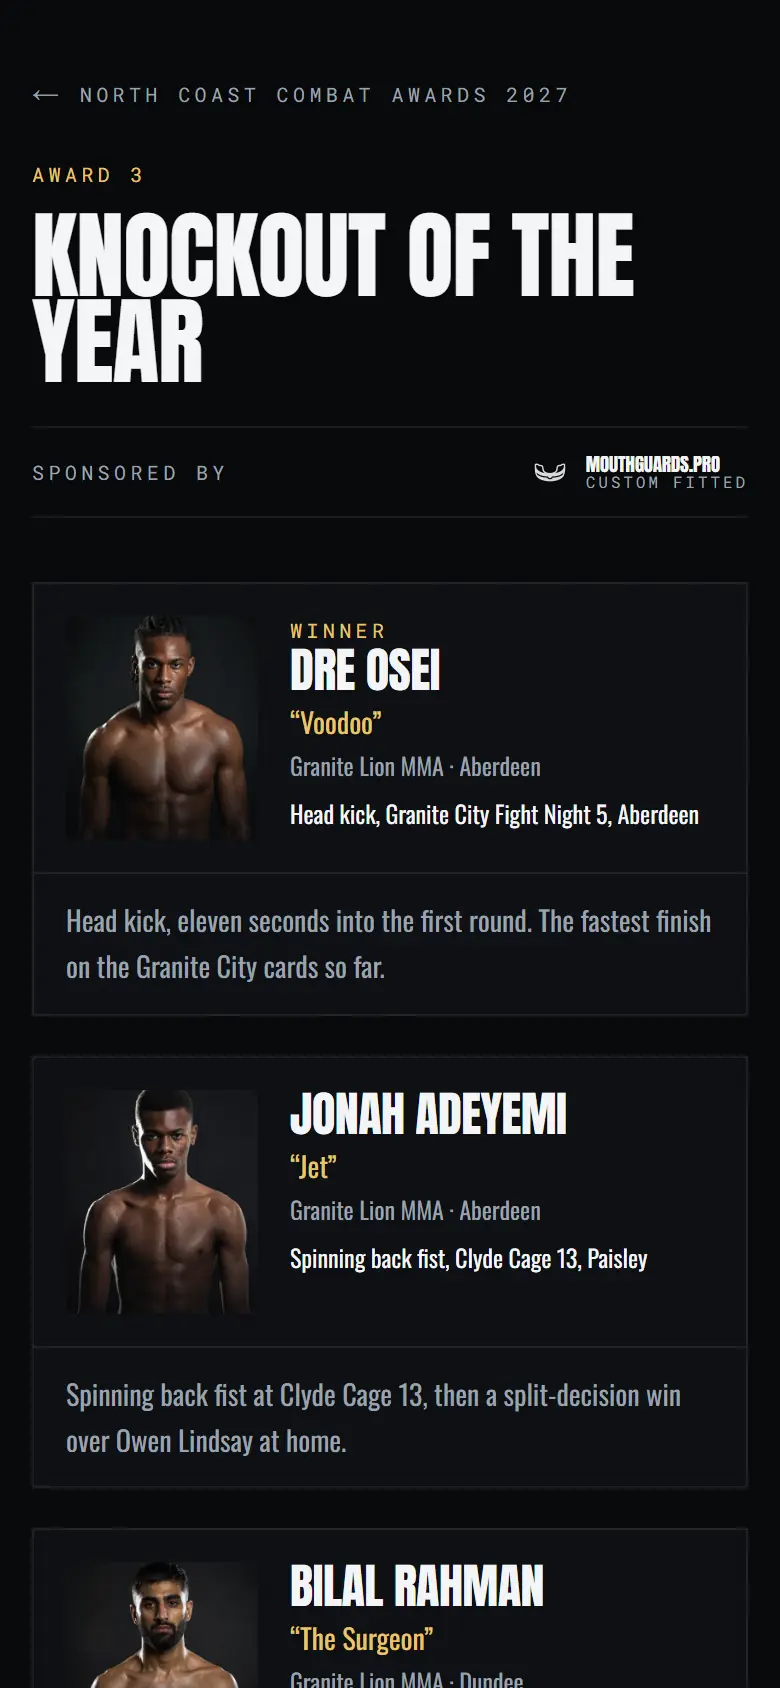 ← NORTH COAST COMBAT AWARDS 2027
AWARD 3
KNOCKOUT OF THE
YEAR
SPONSORED BY
MOUTHGUARDS.PRO
CUSTOM FITTED
WINNER
DRE OSEI
“Voodoo”
Granite Lion MMA · Aberdeen
Head kick, Granite City Fight Night 5, Aberdeen
Head kick, eleven seconds into the first round. The fastest finish
on the Granite City cards so far.
JONAH ADEYEMI
“Jet”
Granite Lion MMA · Aberdeen
Spinning back fist, Clyde Cage 13, Paisley
Spinning back fist at Clyde Cage 13, then a split-decision win
over Owen Lindsay at home.
BILAL RAHMAN
“The Surgeon”
Granite Lion MMA · Dundee